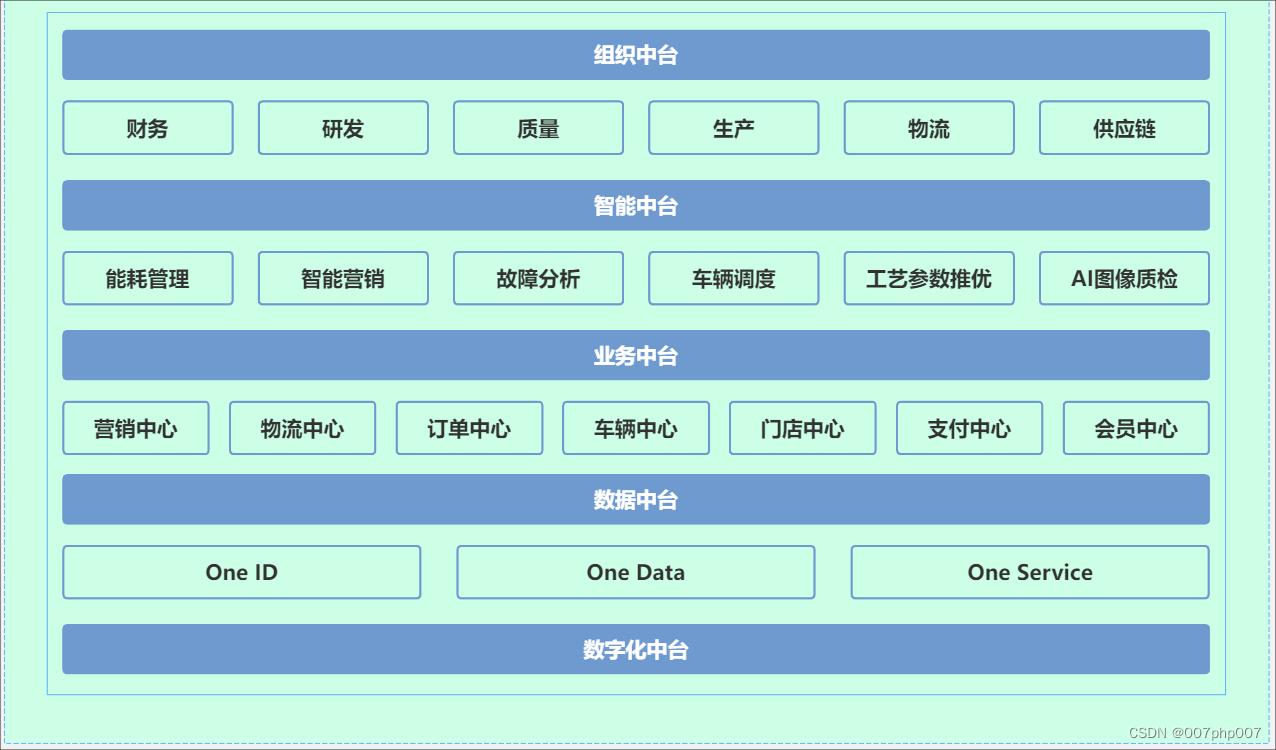 组织中台
财务 研发 质量 生产 物流 供应链
智能中台
能耗管理 智能营销 故障分析 车辆调度 工艺参数推优 AI图像质检
业务中台
营销中心 物流中心 订单中心 车辆中心 门店中心 支付中心 会员中心
数据中台
One ID One Data One Service
数字化中台
CSDN @007php007